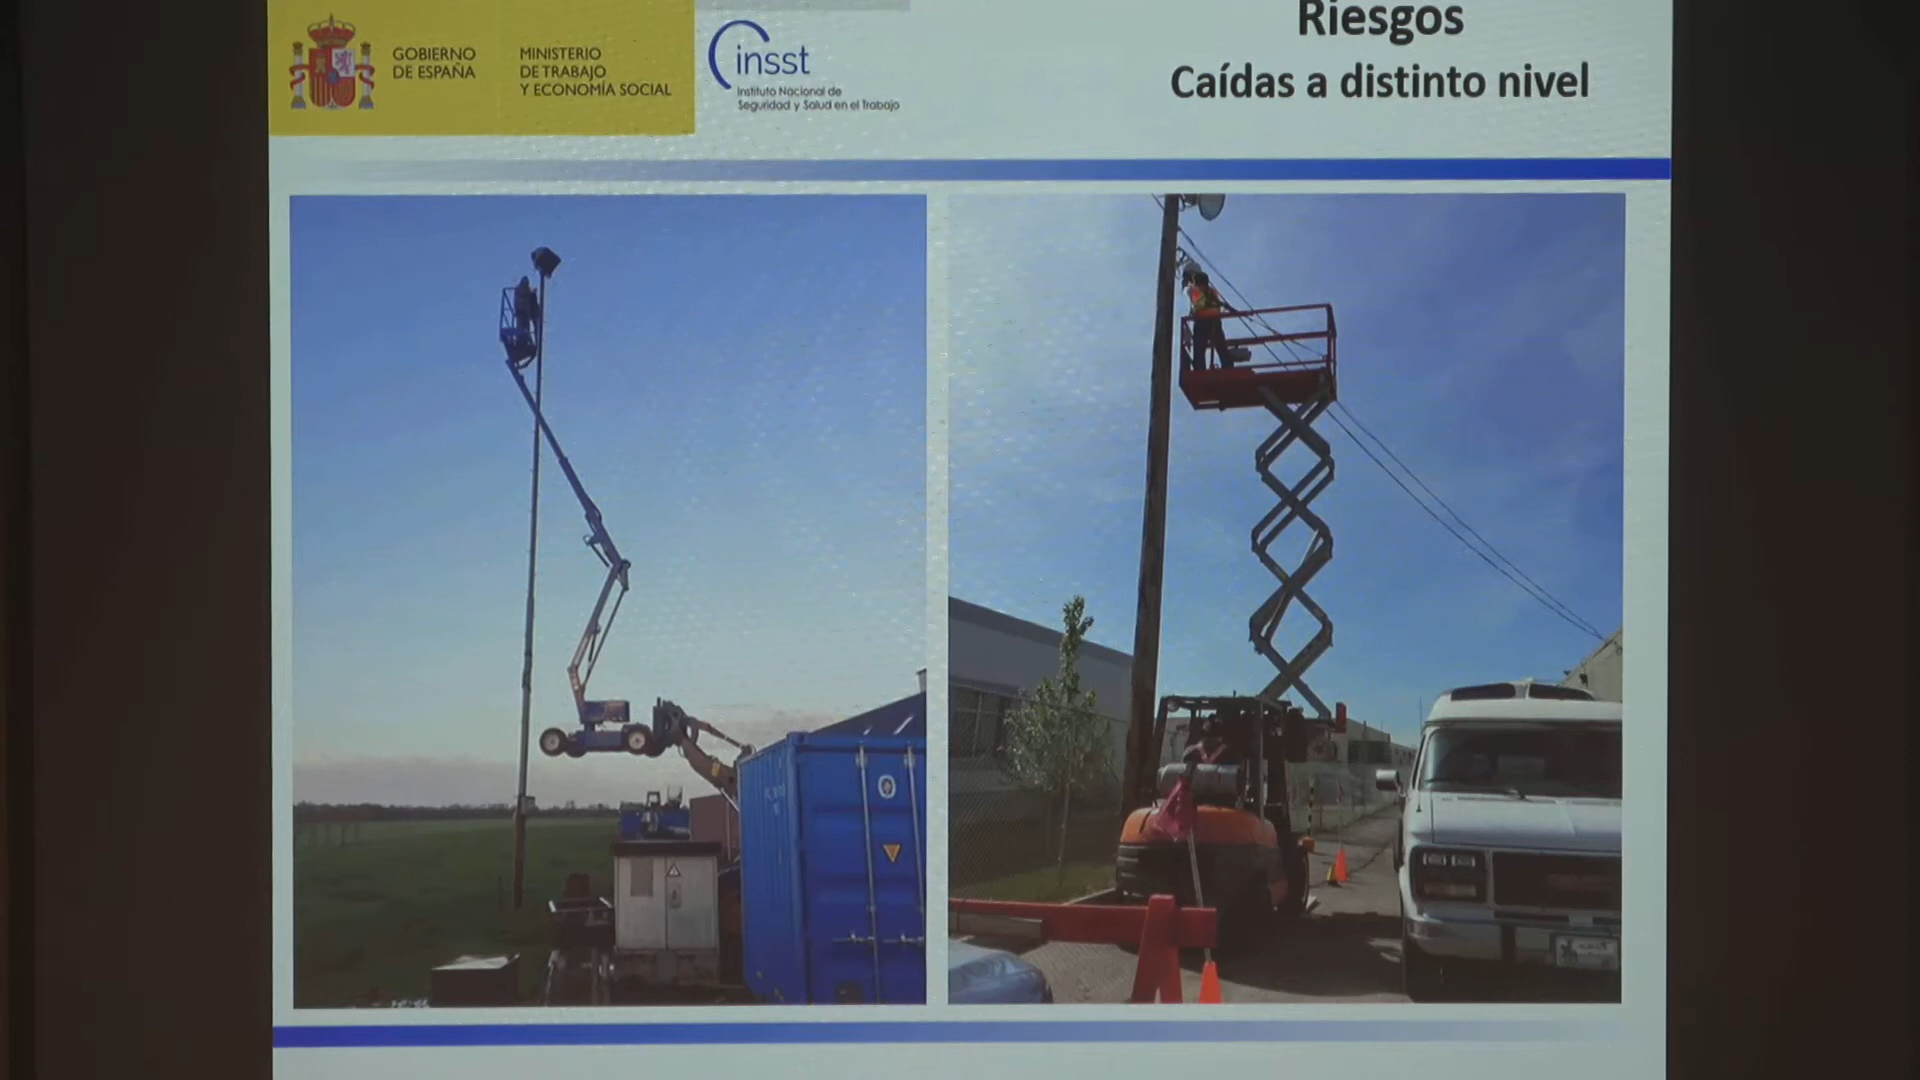 GOBIERNO
DE ESPAÑA
MINISTERIO
DE TRABAJO
Y ECONOMÍA SOCIAL
insst
Instituto Nacional de
Seguridad y Salud en el Trabajo
Riesgos
Caídas a distinto nivel